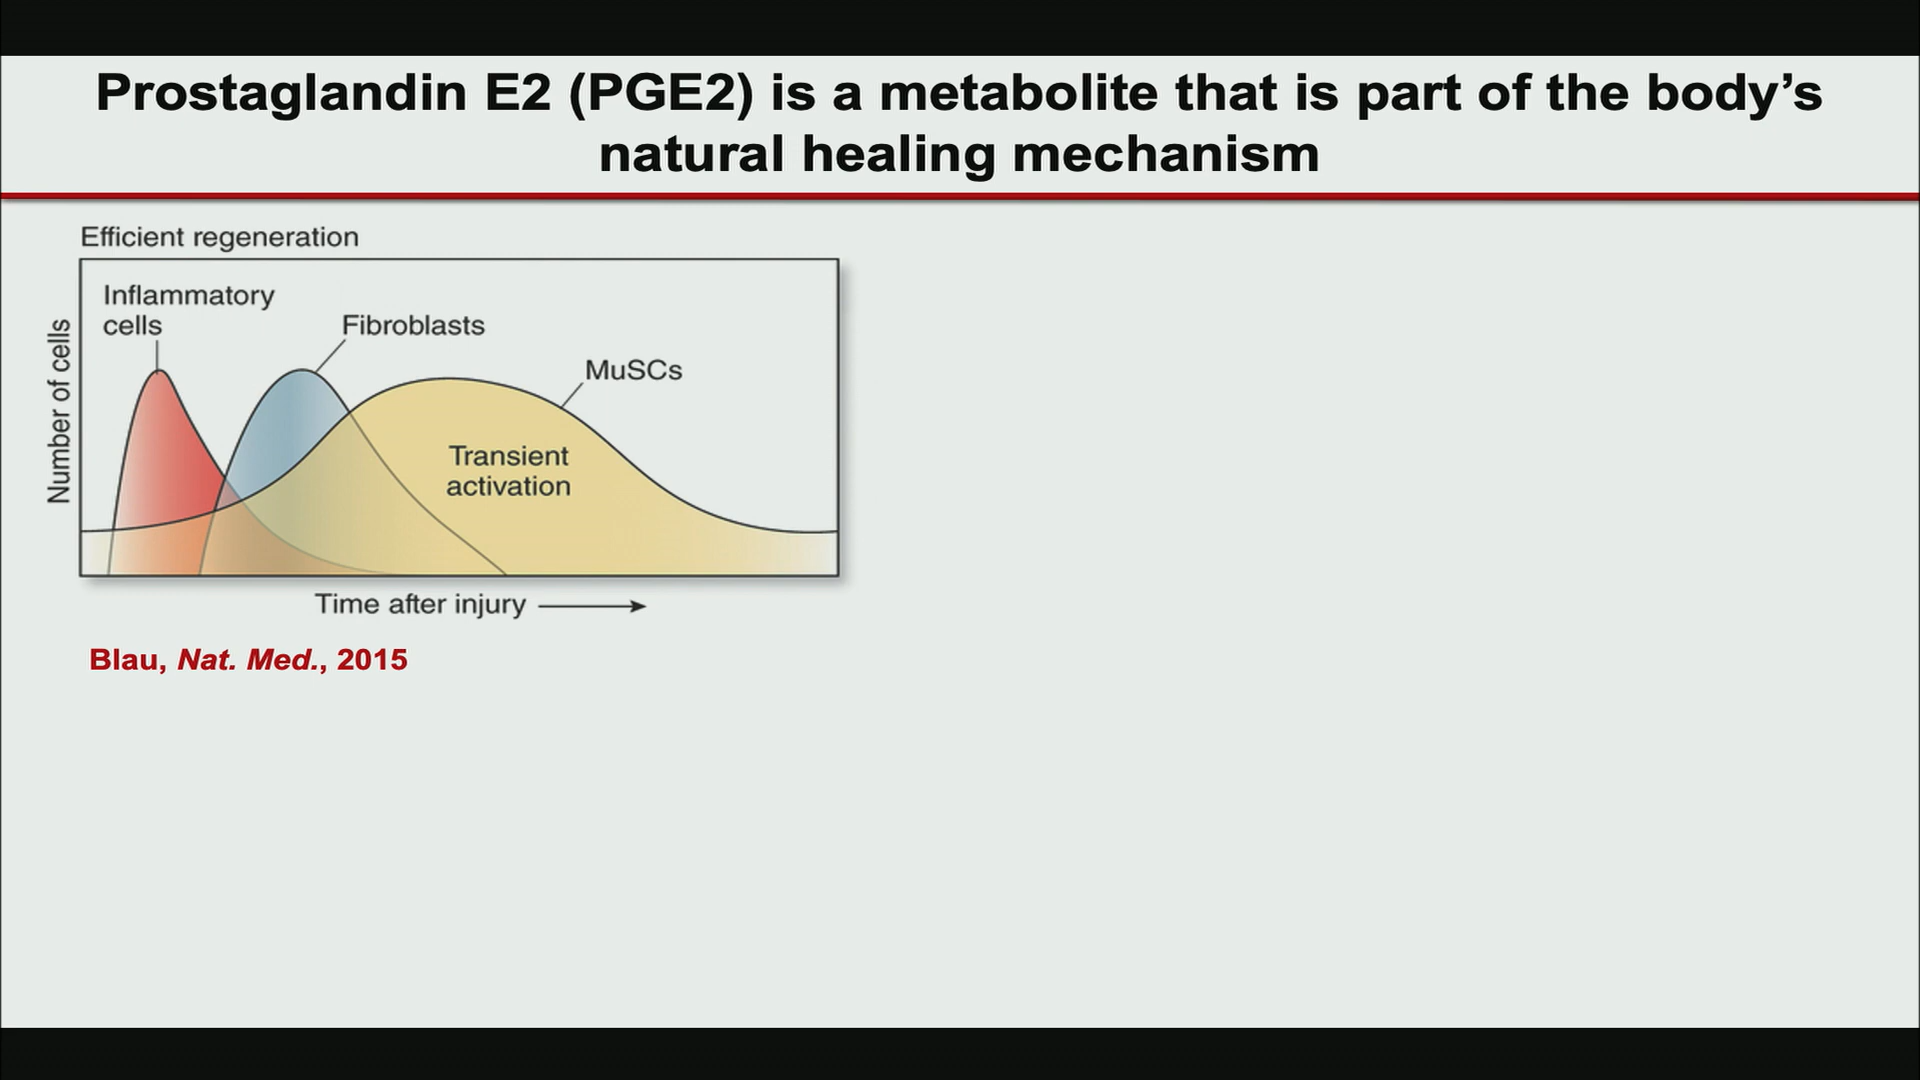 Prostaglandin E2 (PGE2) is a metabolite that is part of the body’s
natural healing mechanism
Efficient regeneration
Inflammatory
cells
Fibroblasts
MuSCs
Transient
activation
Number of cells
Time after injury
Blau, Nat. Med., 2015